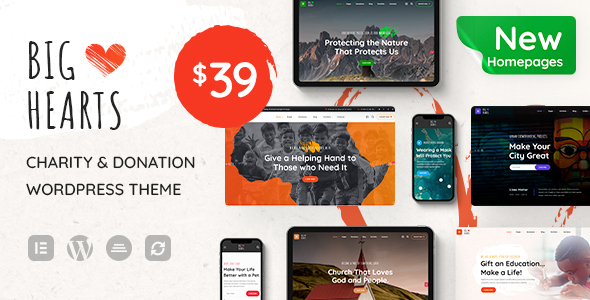 BIG
HEARTS
$39
CHARITY & DONATION
WORDPRESS THEME
New
Homepages
Protecting the Nature
That Protects Us
Give a Helping Hand to
Those who Need It
Wearing a Mask
Will Protect You
Make Your
City Great
Make Your Life
Better with a Pet
Church That Loves
God and People
Gift an Education...
Make a Life!